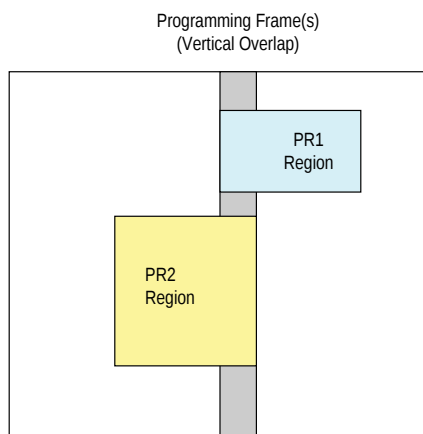 Programming Frame(s)
(Vertical Overlap)
PR1
Region
PR2
Region